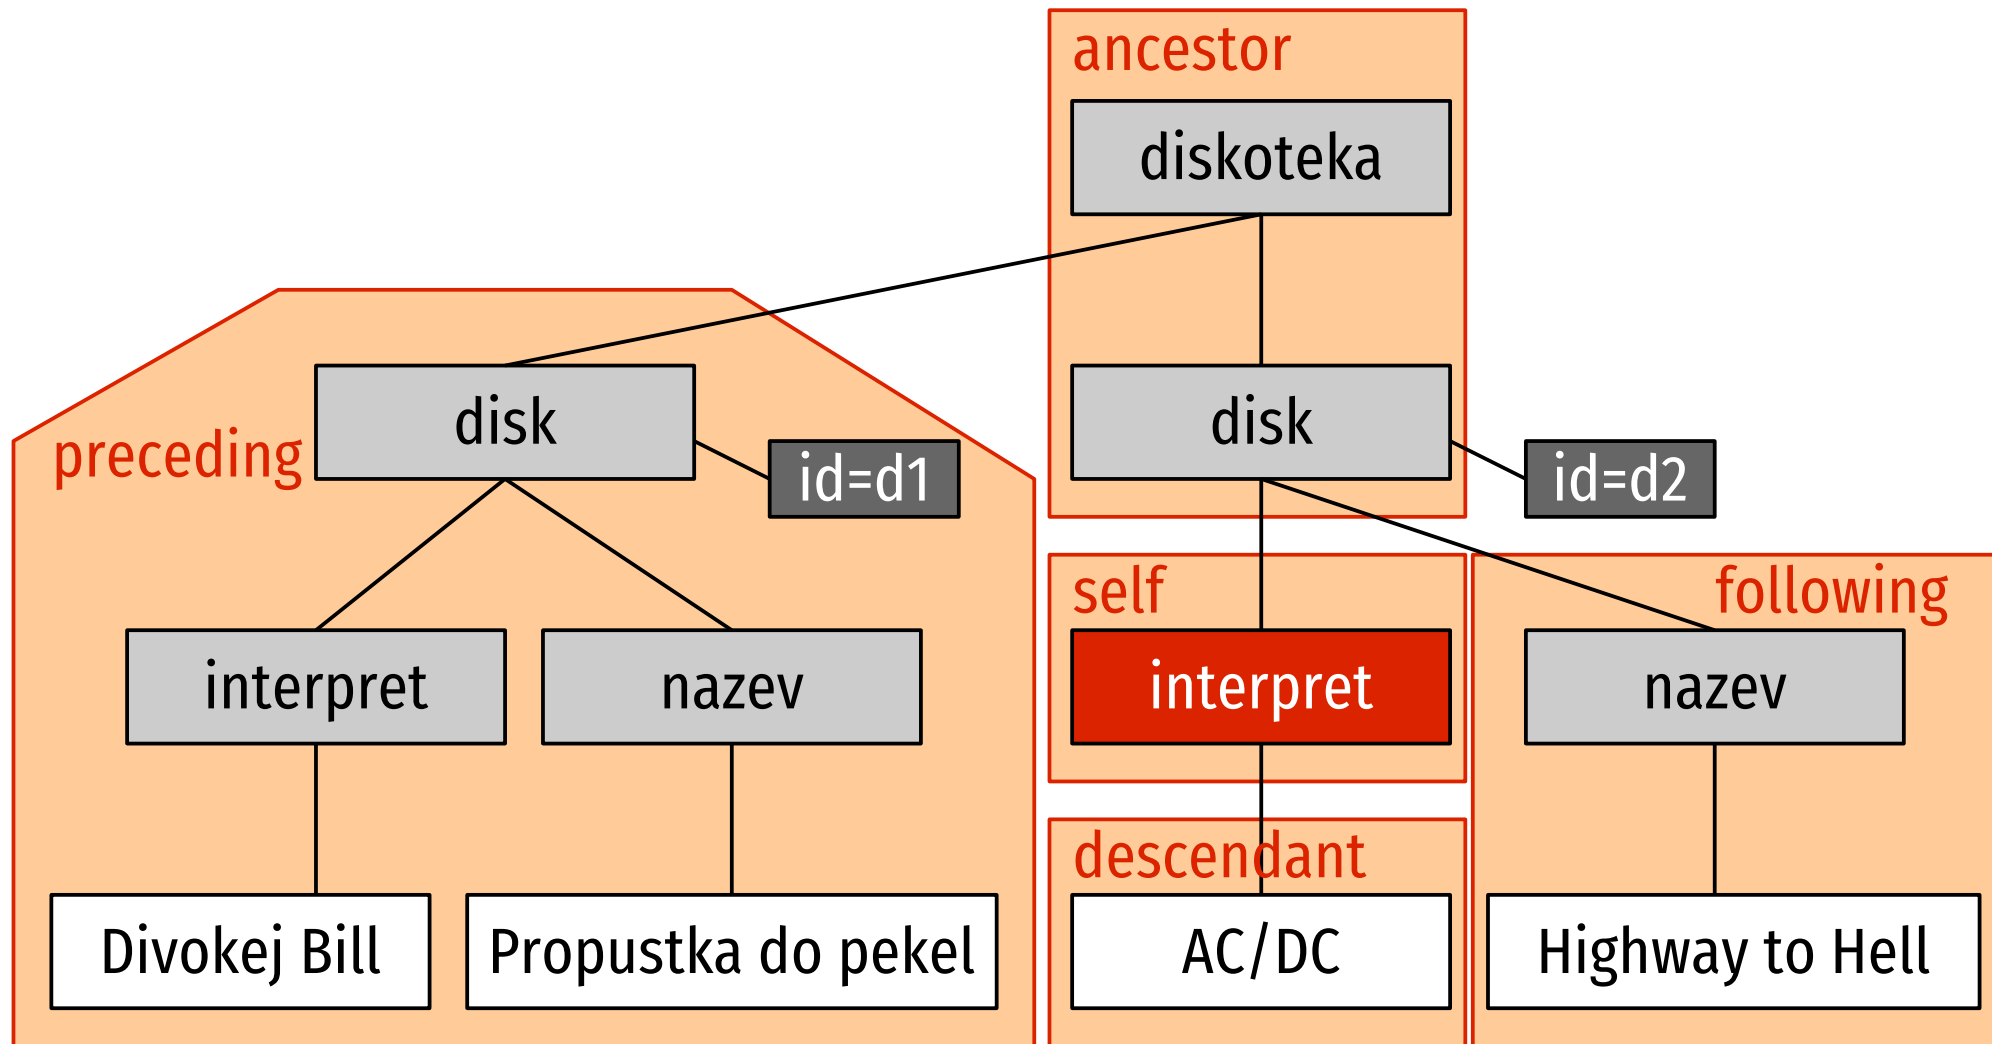 ancestor
diskoteka
disk
preceding
id=d1
disk
id=d2
self
following
interpret
nazev
interpret
nazev
descendant
Divokej Bill
Propustka do pekel
AC/DC
Highway to Hell